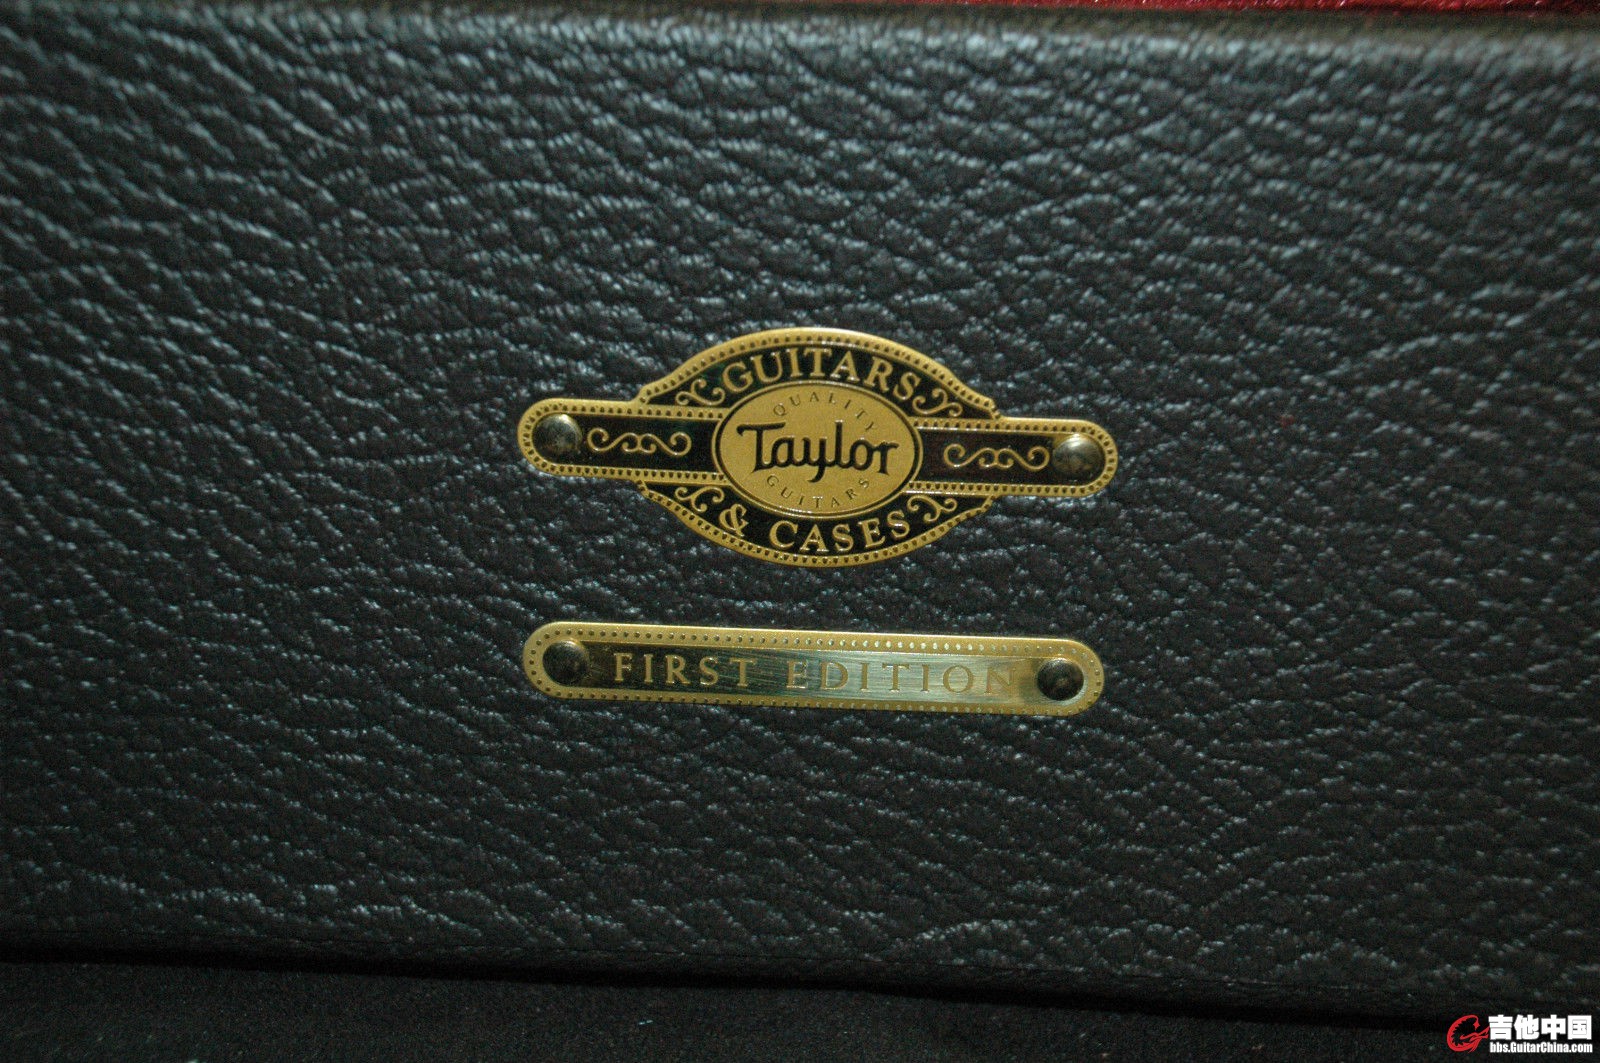 GUITARS
QUALITY
Taylor
GUITARS
& CASES
FIRST EDITION
吉他中国
bbs.GuitarChina.com